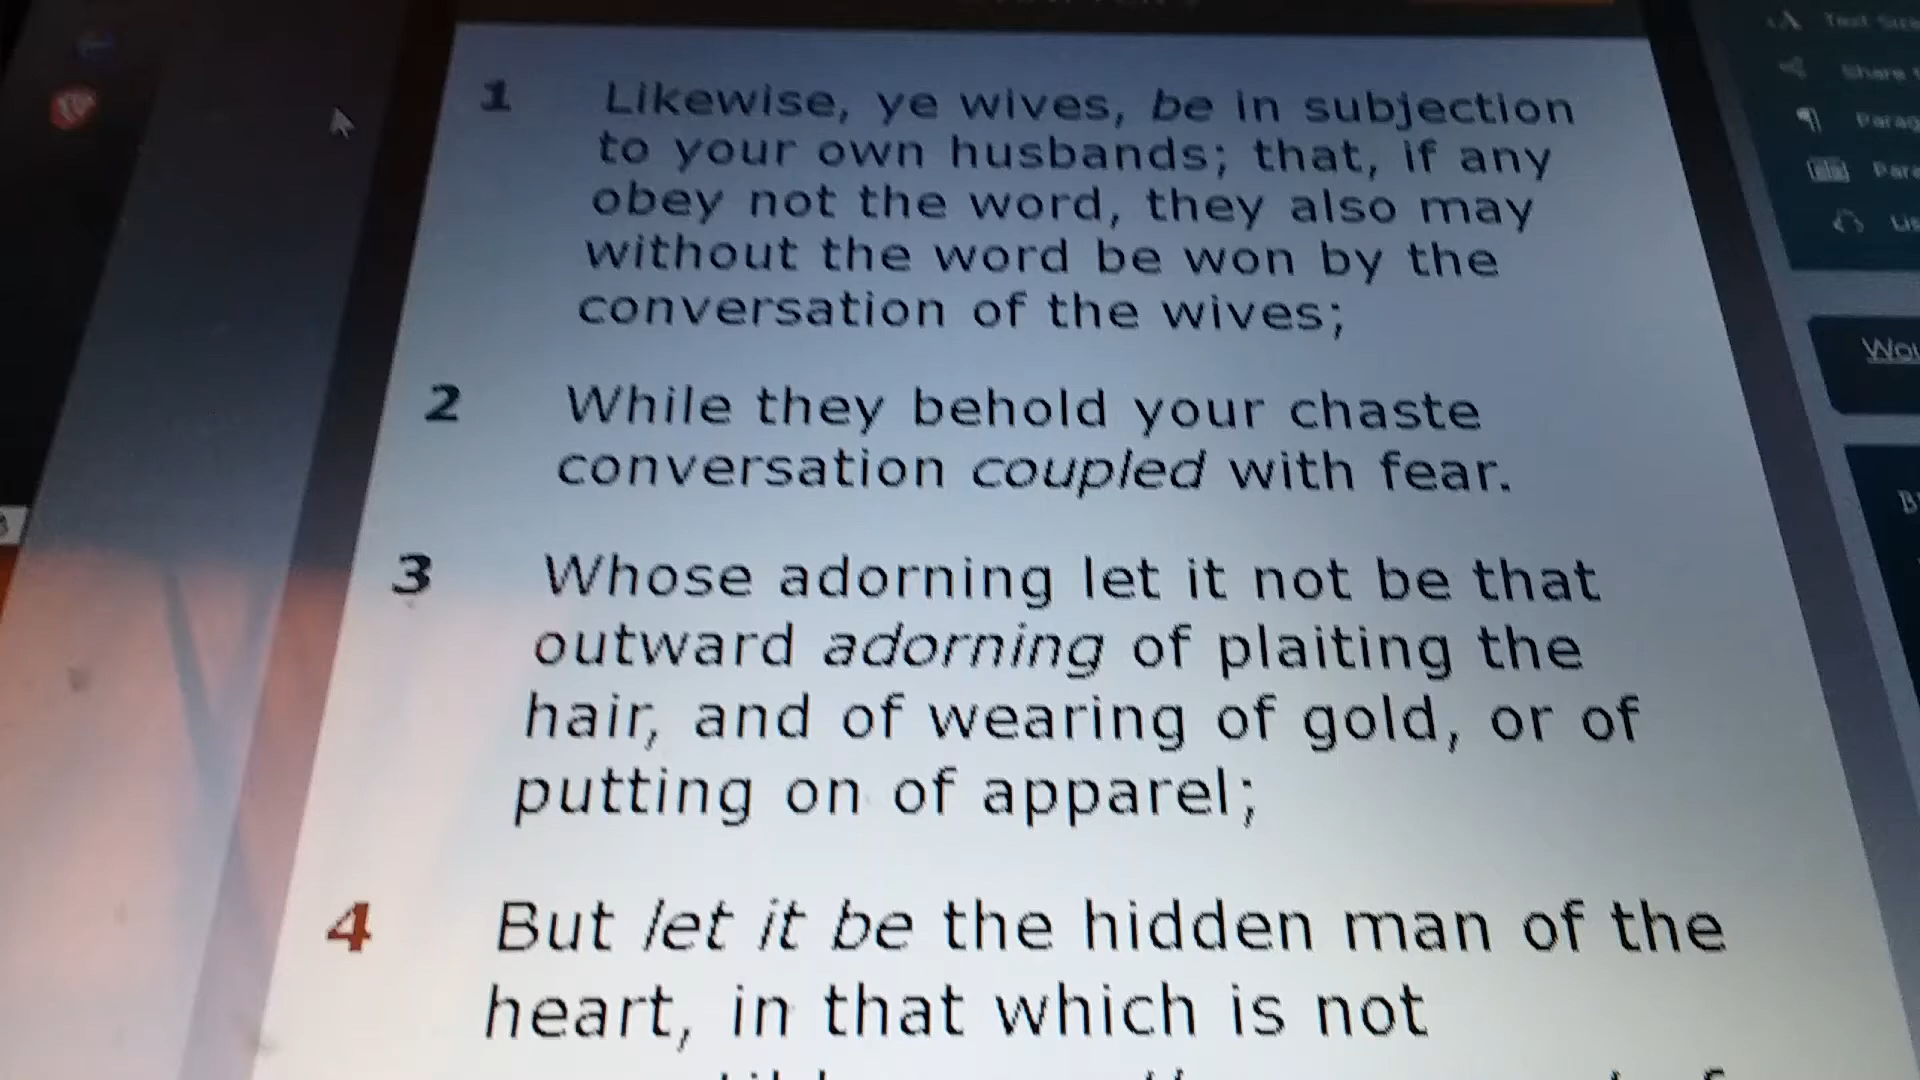 1 Likewise, ye wives, be in subjection
to your own husbands; that, if any
obey not the word, they also may
without the word be won by the
conversation of the wives;
2 While they behold your chaste
conversation coupled with fear.
3 Whose adorning let it not be that
outward adorning of plaiting the
hair, and of wearing of gold, or of
putting on of apparel;
4 But let it be the hidden man of the
heart, in that which is not
Text Size
Share